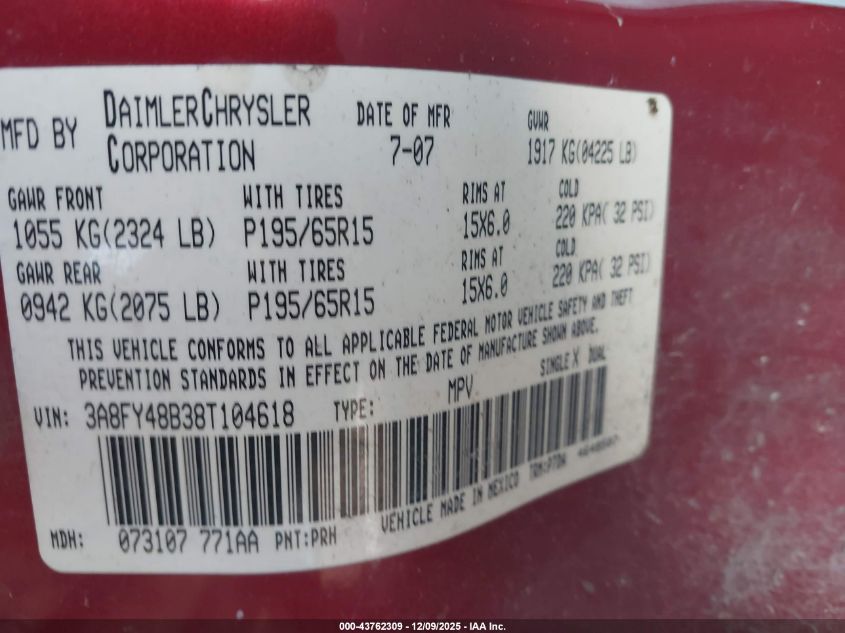 MFD BY DAIMLERCHRYSLER CORPORATION
DATE OF MFR 7-07
GVWR 1917 KG(04225 LB)
GAWR FRONT WITH TIRES RIMS AT COLD
1055 KG(2324 LB) P195/65R15 15X6.0 220 KPA( 32 PSI)
GAWR REAR WITH TIRES RIMS AT COLD
0942 KG(2075 LB) P195/65R15 15X6.0 220 KPA( 32 PSI)
THIS VEHICLE CONFORMS TO ALL APPLICABLE FEDERAL MOTOR VEHICLE SAFETY AND THEFT
PREVENTION STANDARDS IN EFFECT ON THE DATE OF MANUFACTURE SHOWN ABOVE.
VIN: 3A8FY48B38T104618 TYPE: MPV SINGLE X DUAL
MDH: 073107 771AA PNT:PRH VEHICLE MADE IN MEXICO TRM:P7DA
000-43762309 - 12/09/2025 - IAA Inc.